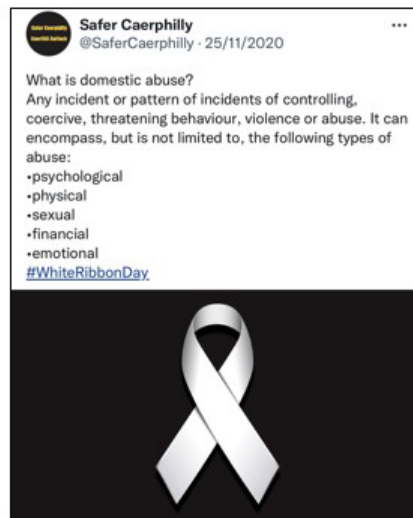 Safer Caerphilly
@SaferCaerphilly · 25/11/2020
What is domestic abuse?
Any incident or pattern of incidents of controlling,
coercive, threatening behaviour, violence or abuse. It can
encompass, but is not limited to, the following types of
abuse:
•psychological
•physical
•sexual
•financial
•emotional
#WhiteRibbonDay